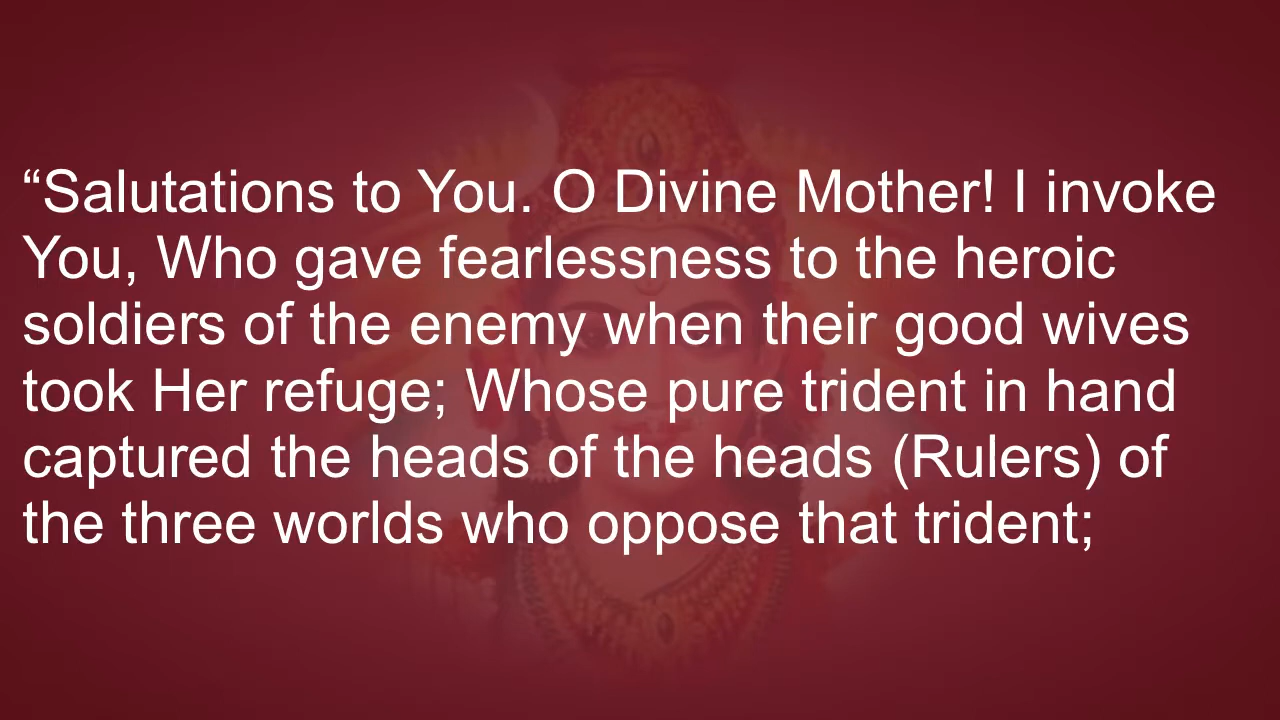 “Salutations to You. O Divine Mother! I invoke
You, Who gave fearlessness to the heroic
soldiers of the enemy when their good wives
took Her refuge; Whose pure trident in hand
captured the heads of the heads (Rulers) of
the three worlds who oppose that trident;